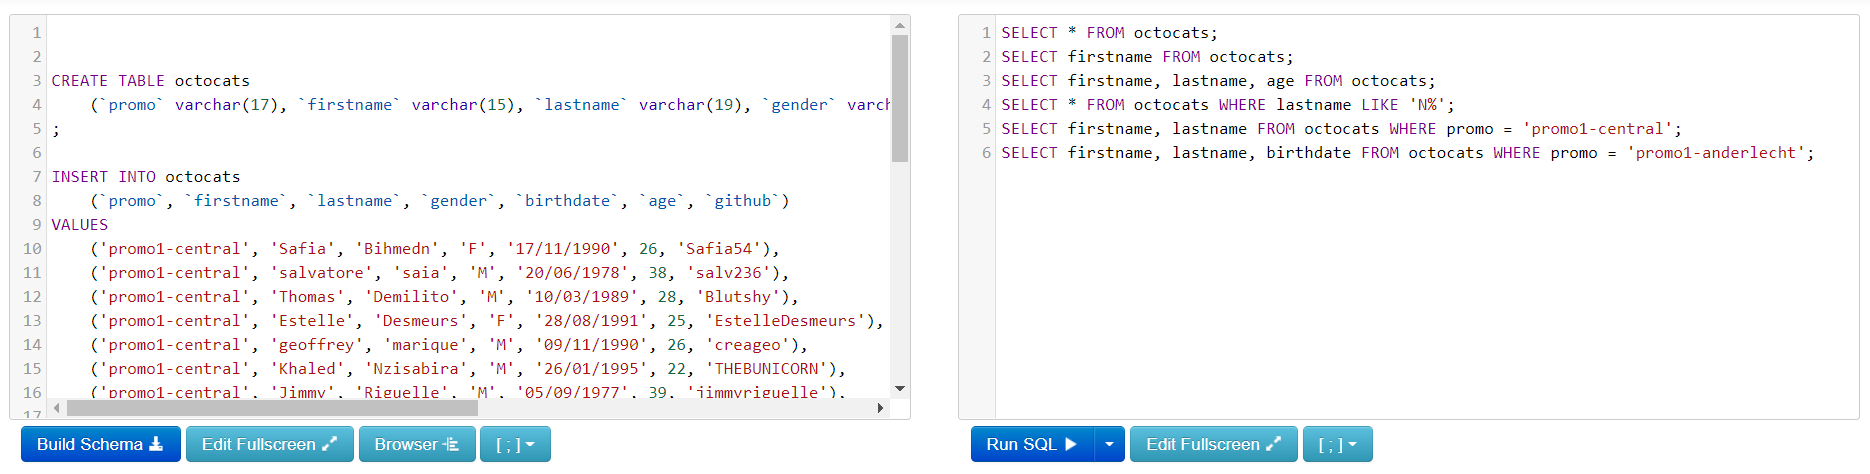 1
2
3 CREATE TABLE octocats
4 (`promo` varchar(17), `firstname` varchar(15), `lastname` varchar(19), `gender` varch
5 ;
6
7 INSERT INTO octocats
8 (`promo`, `firstname`, `lastname`, `gender`, `birthdate`, `age`, `github`)
9 VALUES
10 ('promo1-central', 'Safia', 'Bihmedn', 'F', '17/11/1990', 26, 'Safia54'),
11 ('promo1-central', 'salvatore', 'saia', 'M', '20/06/1978', 38, 'salv236'),
12 ('promo1-central', 'Thomas', 'Demilito', 'M', '10/03/1989', 28, 'Blutshy'),
13 ('promo1-central', 'Estelle', 'Desmeurs', 'F', '28/08/1991', 25, 'EstelleDesmeurs'),
14 ('promo1-central', 'geoffrey', 'marique', 'M', '09/11/1990', 26, 'creageo'),
15 ('promo1-central', 'Khaled', 'Nzisabira', 'M', '26/01/1995', 22, 'THEBUNICORN'),
16 ('promo1-central', 'Jimmy', 'Riguelle', 'M', '05/09/1977', 39, 'jimmyriguelle'),
17
Build Schema Edit Fullscreen Browser [ ; ]
1 SELECT * FROM octocats;
2 SELECT firstname FROM octocats;
3 SELECT firstname, lastname, age FROM octocats;
4 SELECT * FROM octocats WHERE lastname LIKE 'N%';
5 SELECT firstname, lastname FROM octocats WHERE promo = 'promo1-central';
6 SELECT firstname, lastname, birthdate FROM octocats WHERE promo = 'promo1-anderlecht';
Run SQL Edit Fullscreen [ ; ]